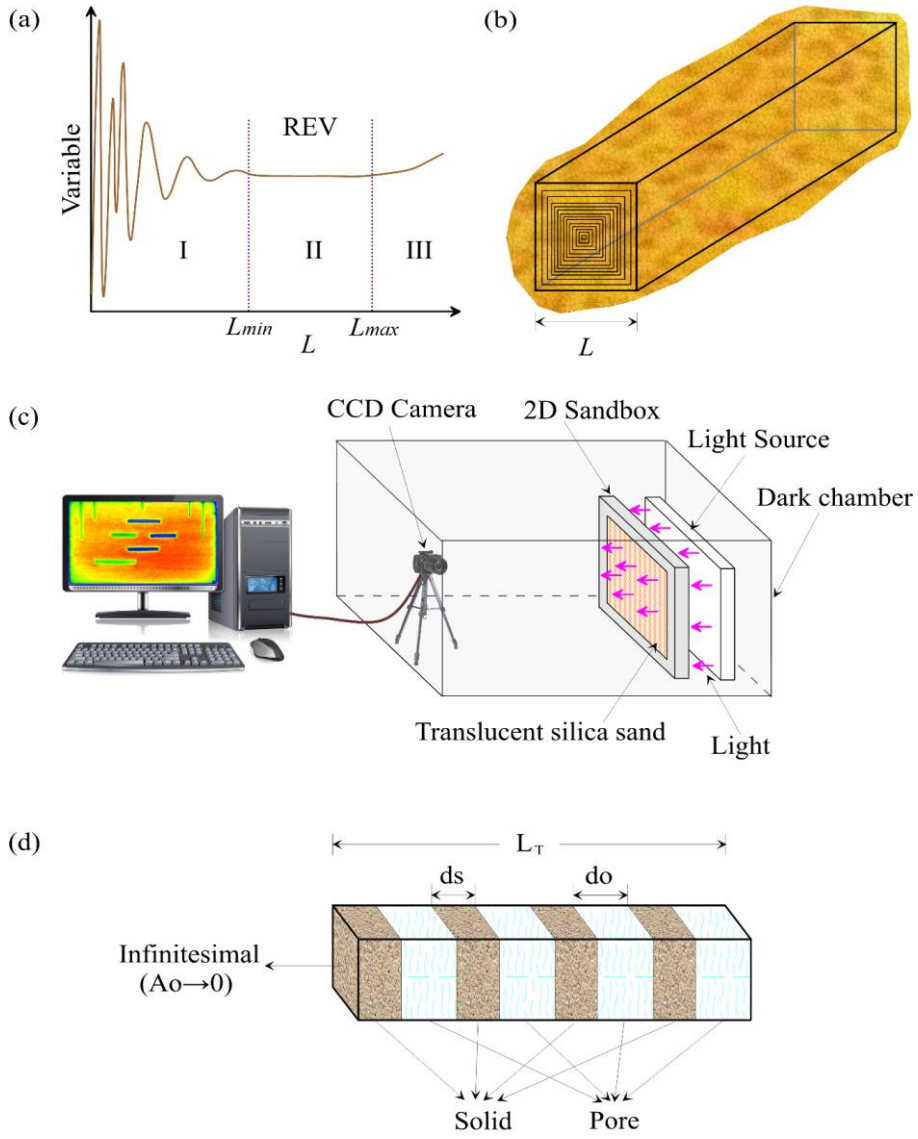 (a)
Variable
REV
I
II
III
Lmin
Lmax
L
(b)
L
(c)
CCD Camera
2D Sandbox
Light Source
Dark chamber
Translucent silica sand
Light
(d)
LT
ds
do
Infinitesimal
(Ao→0)
Solid
Pore